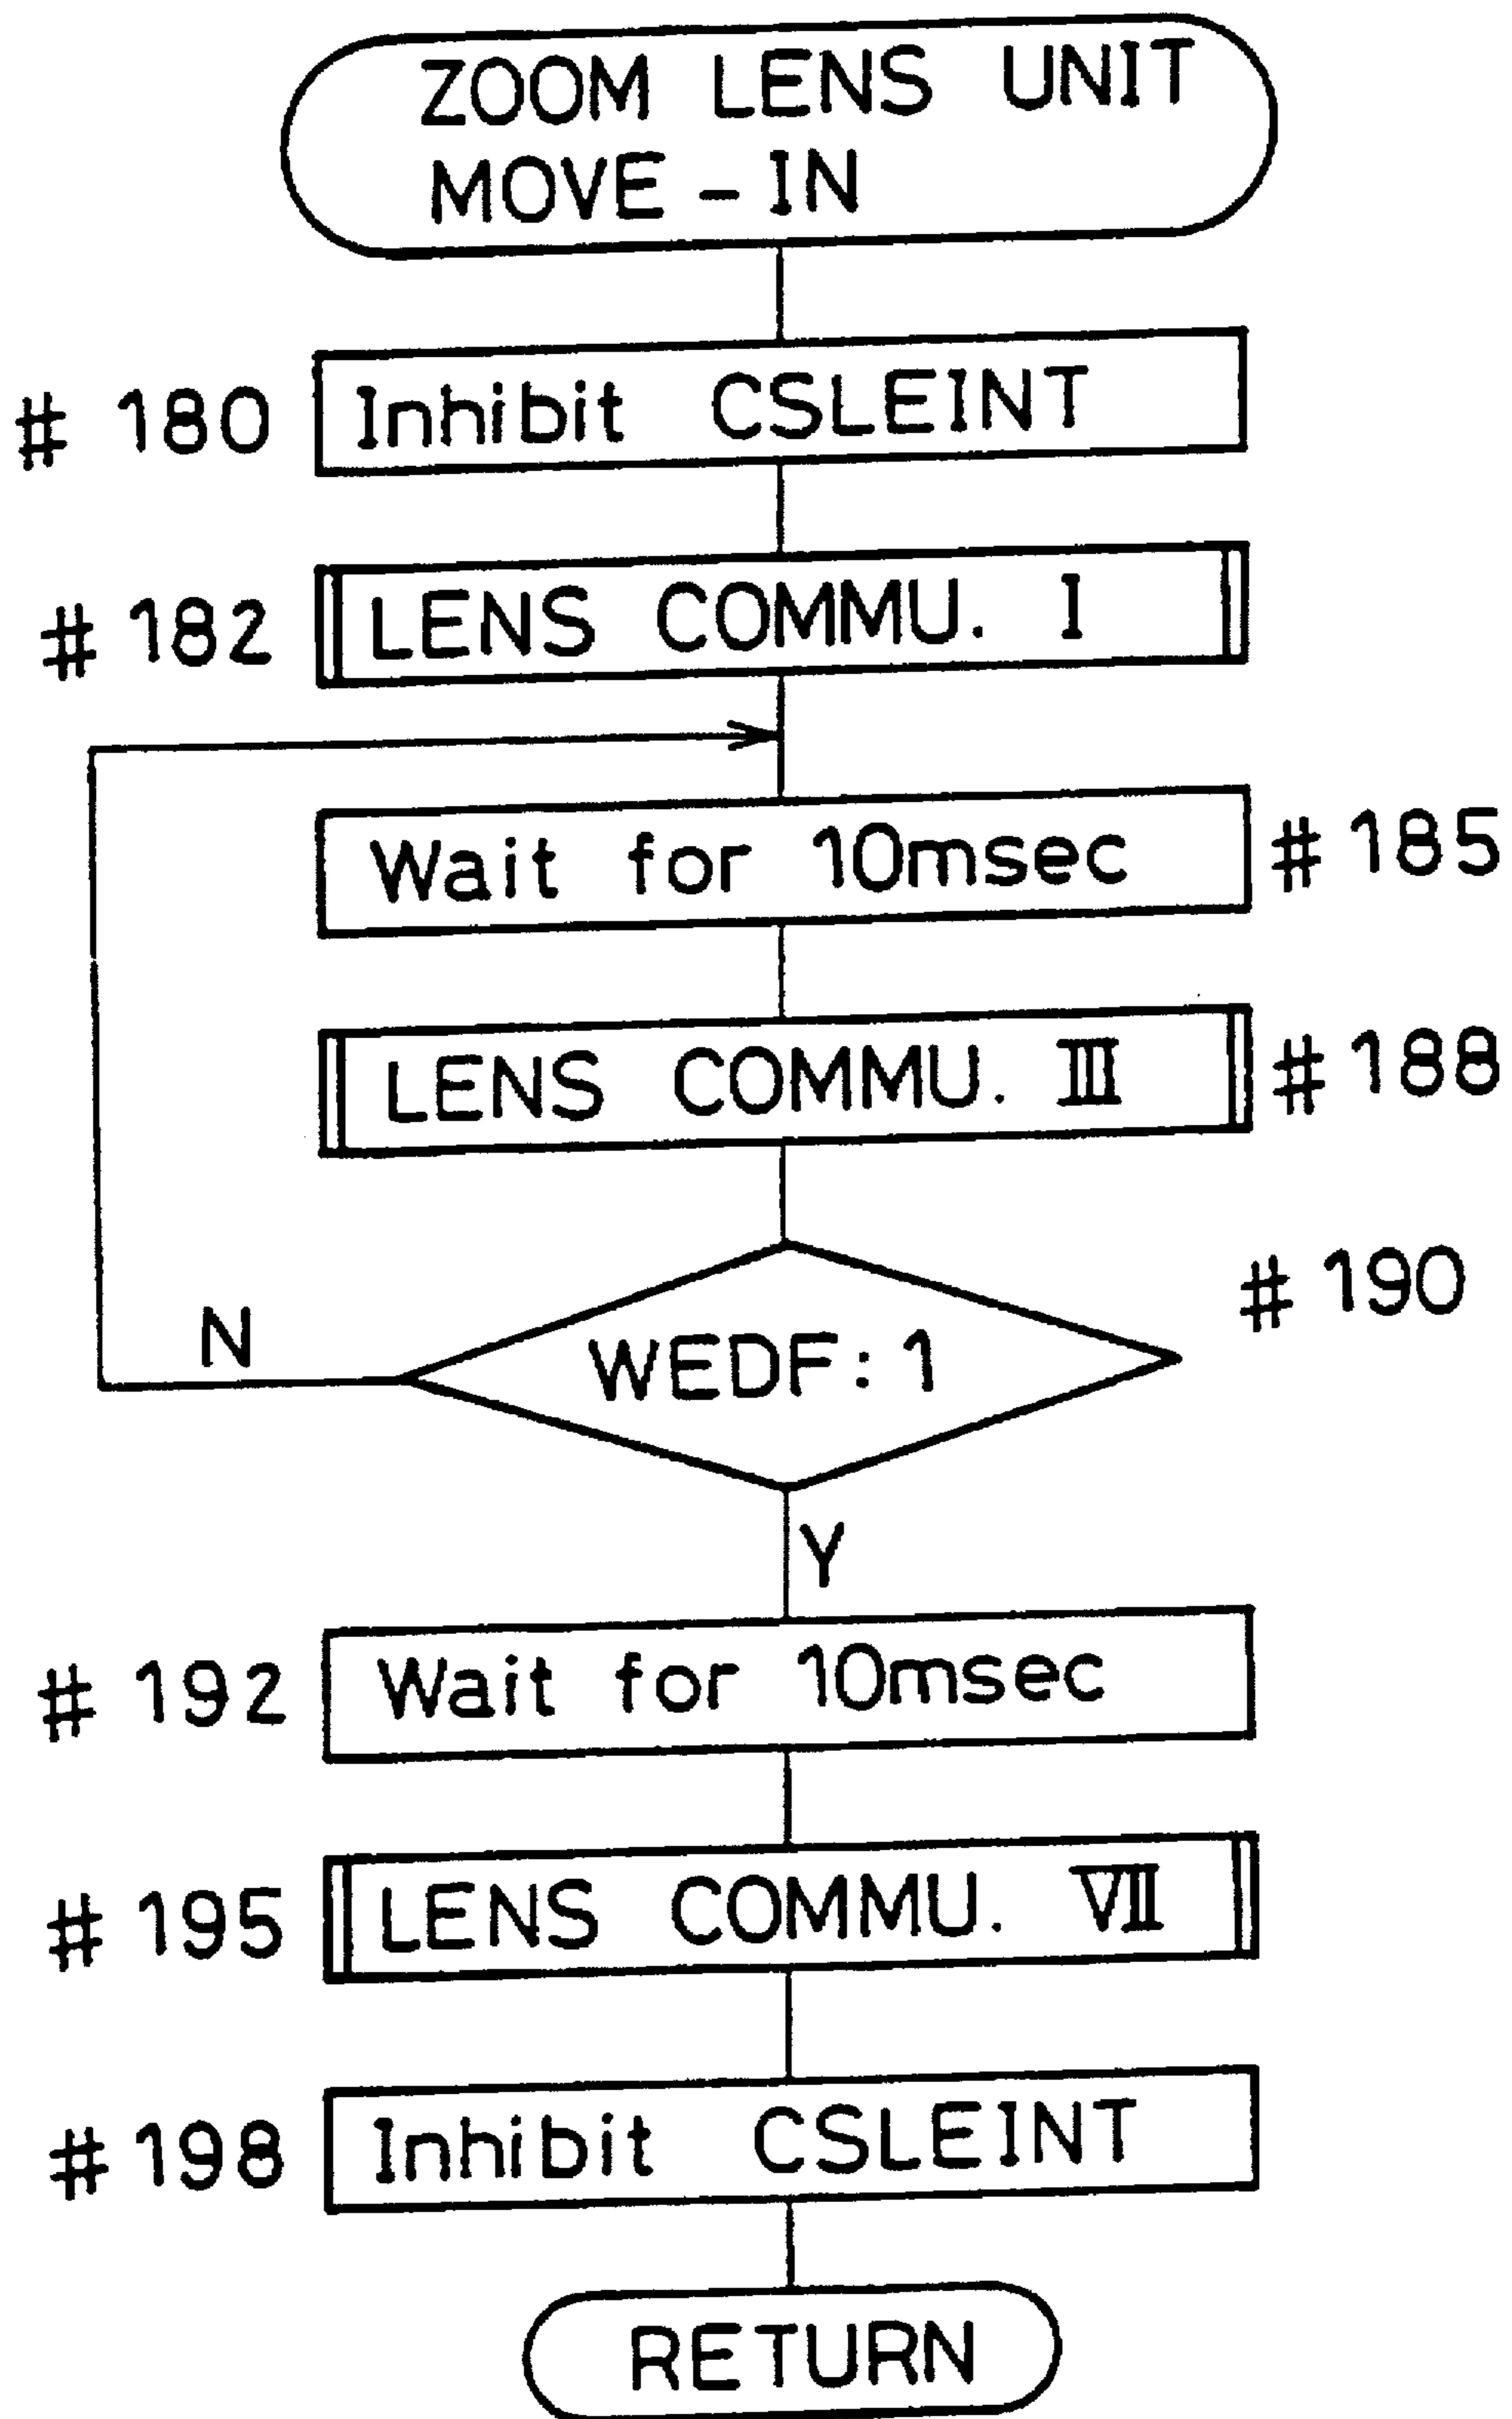 ZOOM LENS UNIT
MOVE-IN
# 180 Inhibit CSLEINT
# 182 LENS COMMU. I
Wait for 10msec # 185
LENS COMMU. III # 188
# 190
N WEDF: 1
Y
# 192 Wait for 10msec
# 195 LENS COMMU. VII
# 198 Inhibit CSLEINT
RETURN